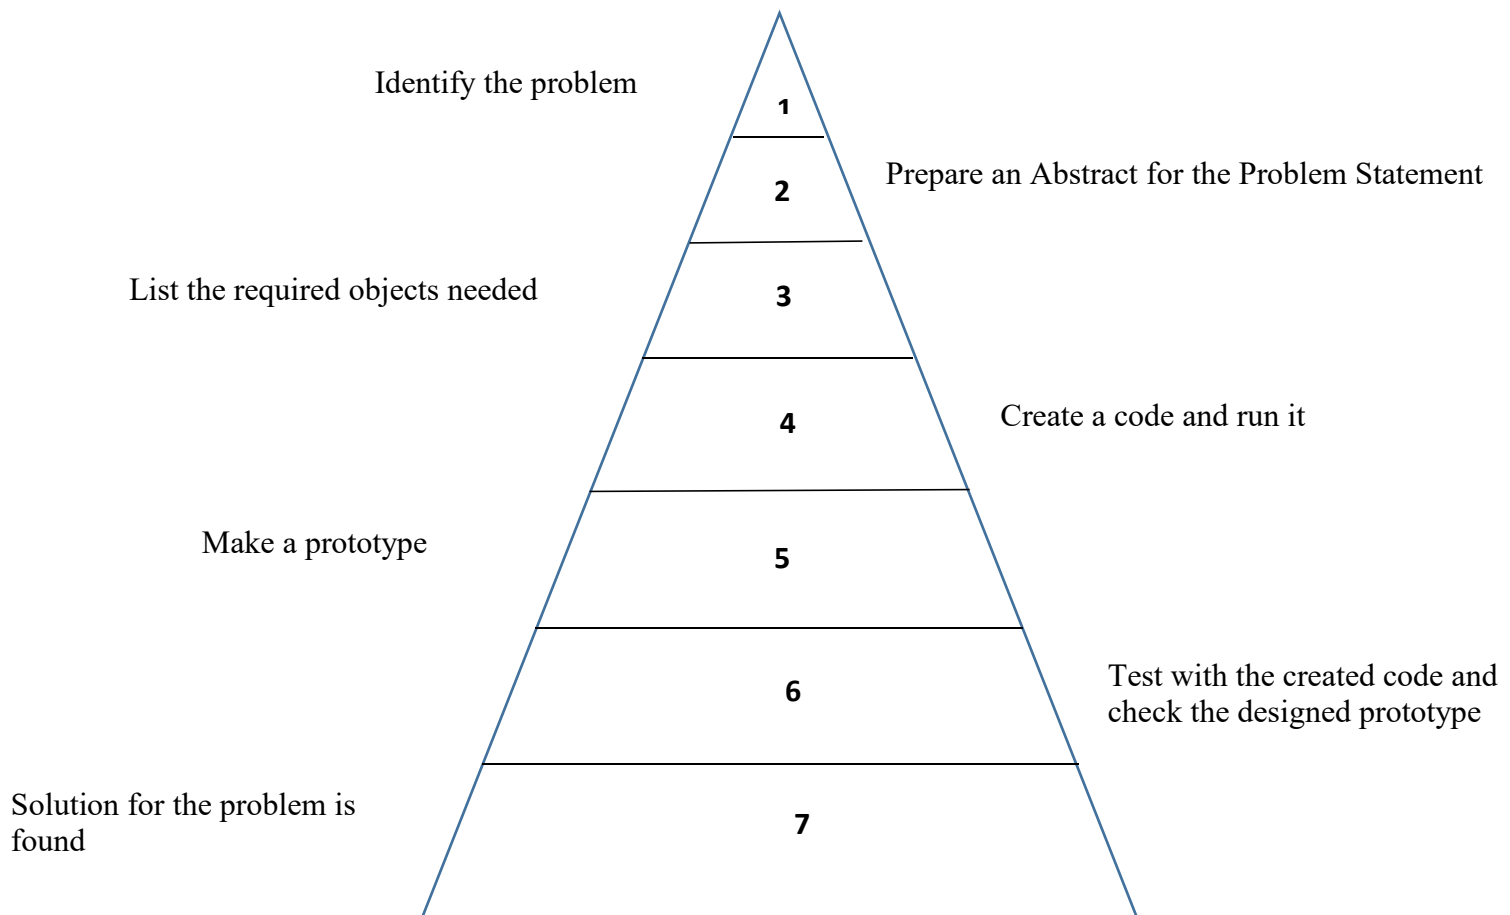 Identify the problem
1
Prepare an Abstract for the Problem Statement
2
List the required objects needed
3
Create a code and run it
4
Make a prototype
5
Test with the created code and
check the designed prototype
6
Solution for the problem is
found
7